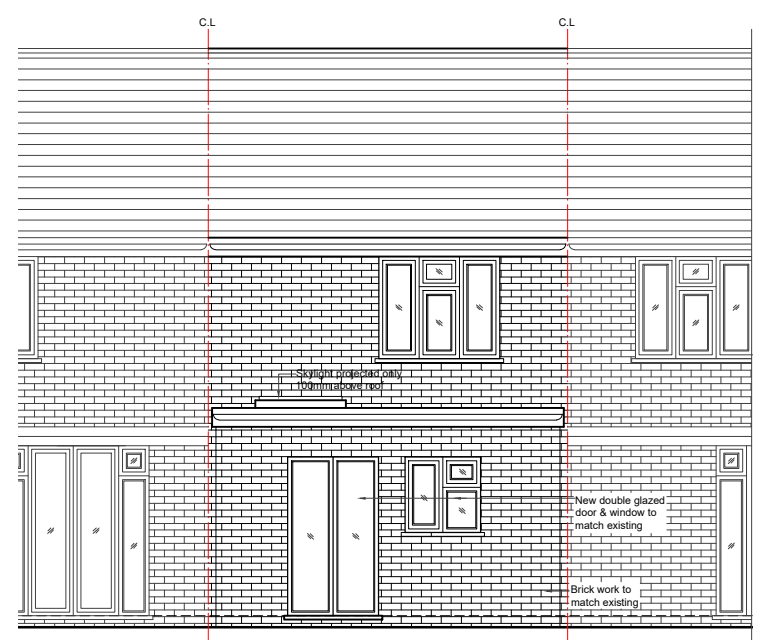 C.L
C.L
Skylight projected only
100mm above roof
New double glazed
door & window to
match existing
Brick work to
match existing